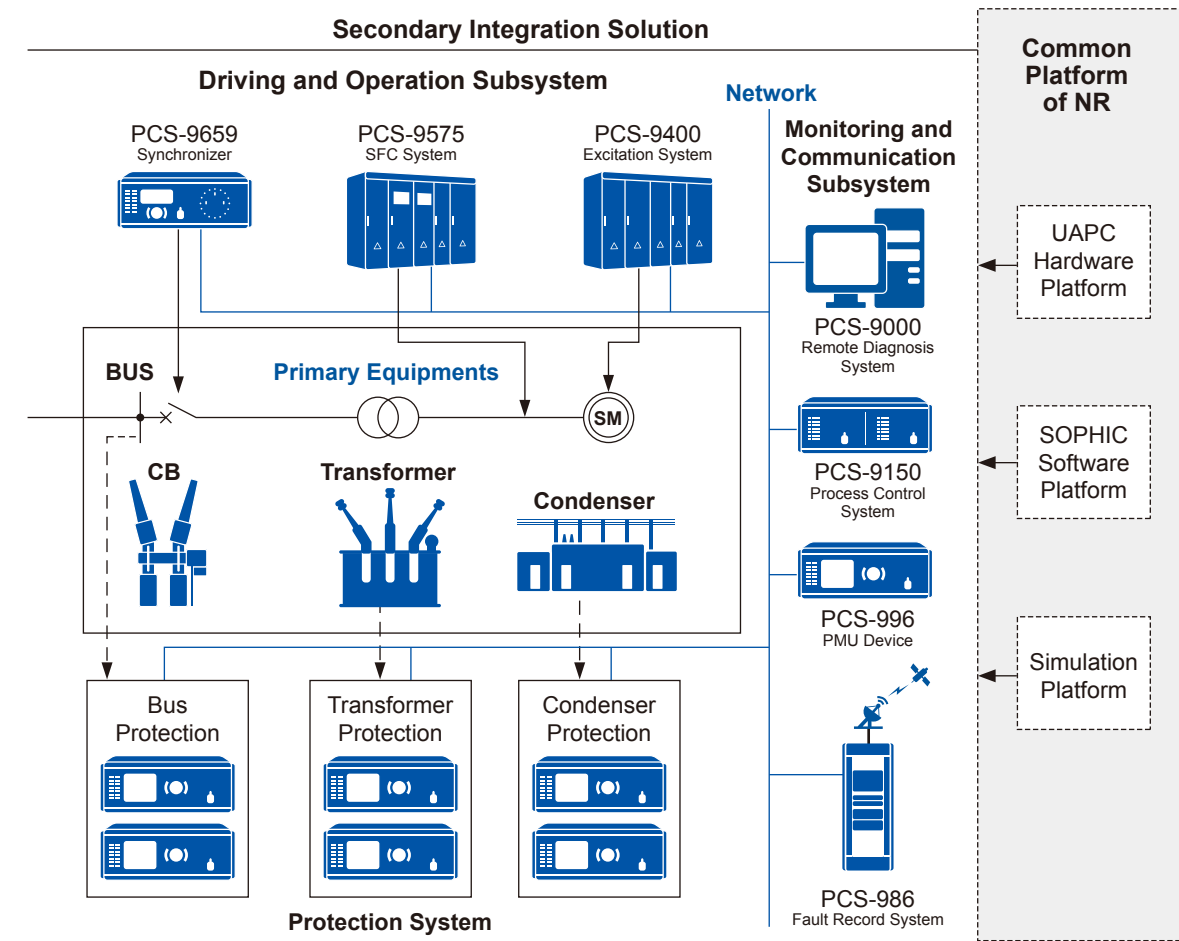 Secondary Integration Solution
Driving and Operation Subsystem
Network
PCS-9659
Synchronizer
PCS-9575
SFC System
PCS-9400
Excitation System
Monitoring and
Communication
Subsystem
PCS-9000
Remote Diagnosis
System
PCS-9150
Process Control
System
PCS-996
PMU Device
PCS-986
Fault Record System
BUS
Primary Equipments
SM
CB
Transformer
Condenser
Bus
Protection
Transformer
Protection
Condenser
Protection
Protection System
Common
Platform
of NR
UAPC
Hardware
Platform
SOPHIC
Software
Platform
Simulation
Platform